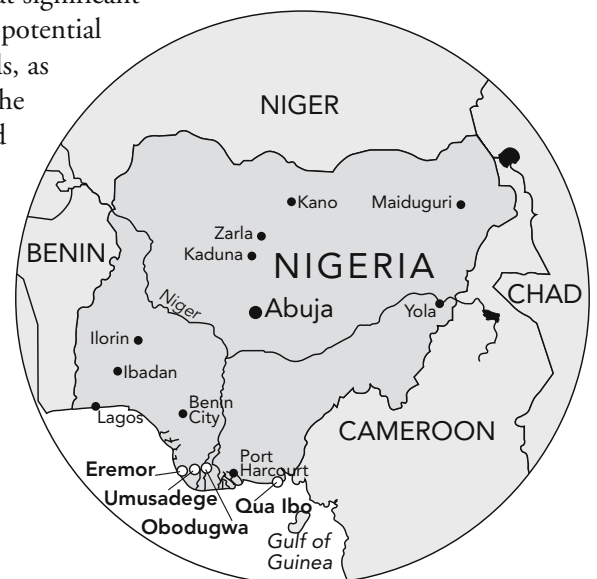 at significant
potential
ls, as
he
d
NIGER
Kano
Maiduguri
Zarla
Kaduna
BENIN
NIGERIA
CHAD
Niger
Abuja
Yola
Ilorin
Ibadan
Lagos
Benin
City
CAMEROON
Port
Harcourt
Eremor
Umusadege
Qua Ibo
Obodugwa
Gulf of
Guinea